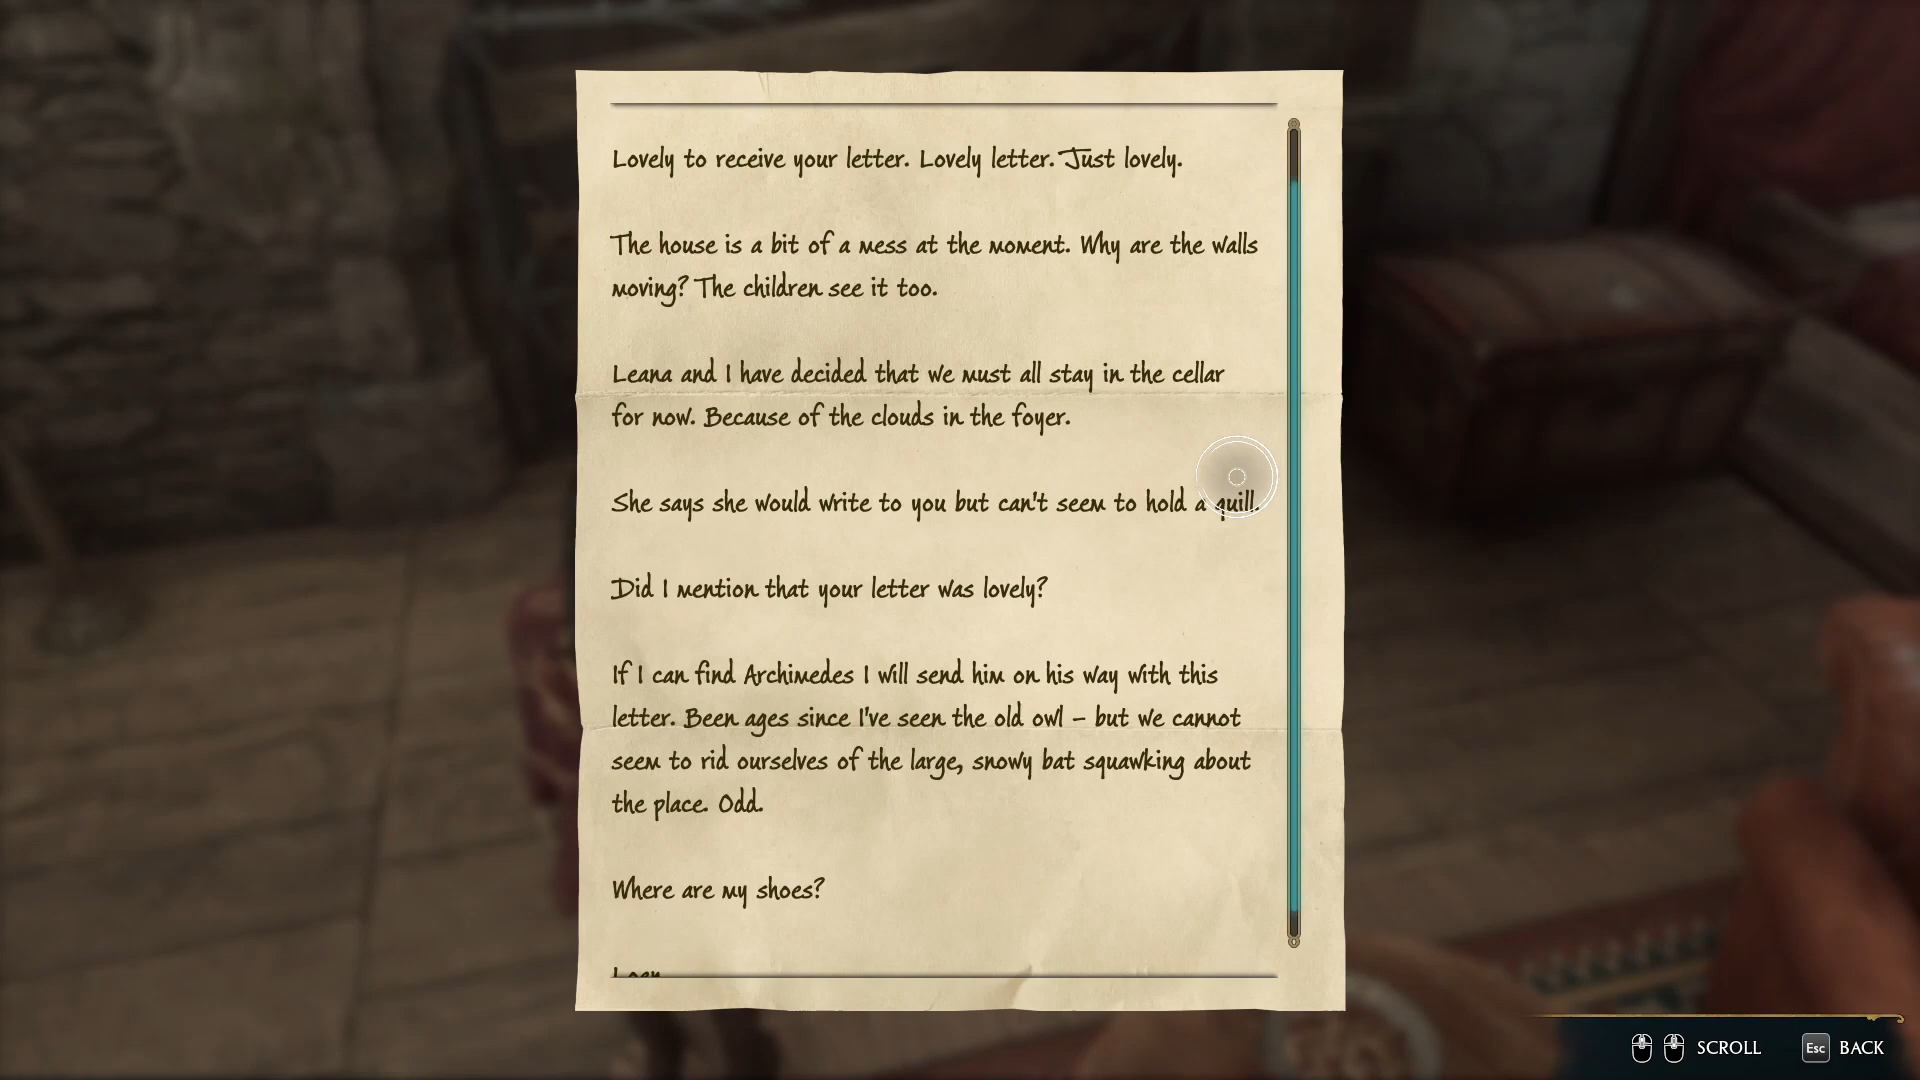 Lovely to receive your letter. Lovely letter. Just lovely.
The house is a bit of a mess at the moment. Why are the walls
moving? The children see it too.
Leana and I have decided that we must all stay in the cellar
for now. Because of the clouds in the foyer.
She says she would write to you but can't seem to hold a quill.
Did I mention that your letter was lovely?
If I can find Archimedes I will send him on his way with this
letter. Been ages since I've seen the old owl – but we cannot
seem to rid ourselves of the large, snowy bat squawking about
the place. Odd.
Where are my shoes?
SCROLL
Esc BACK